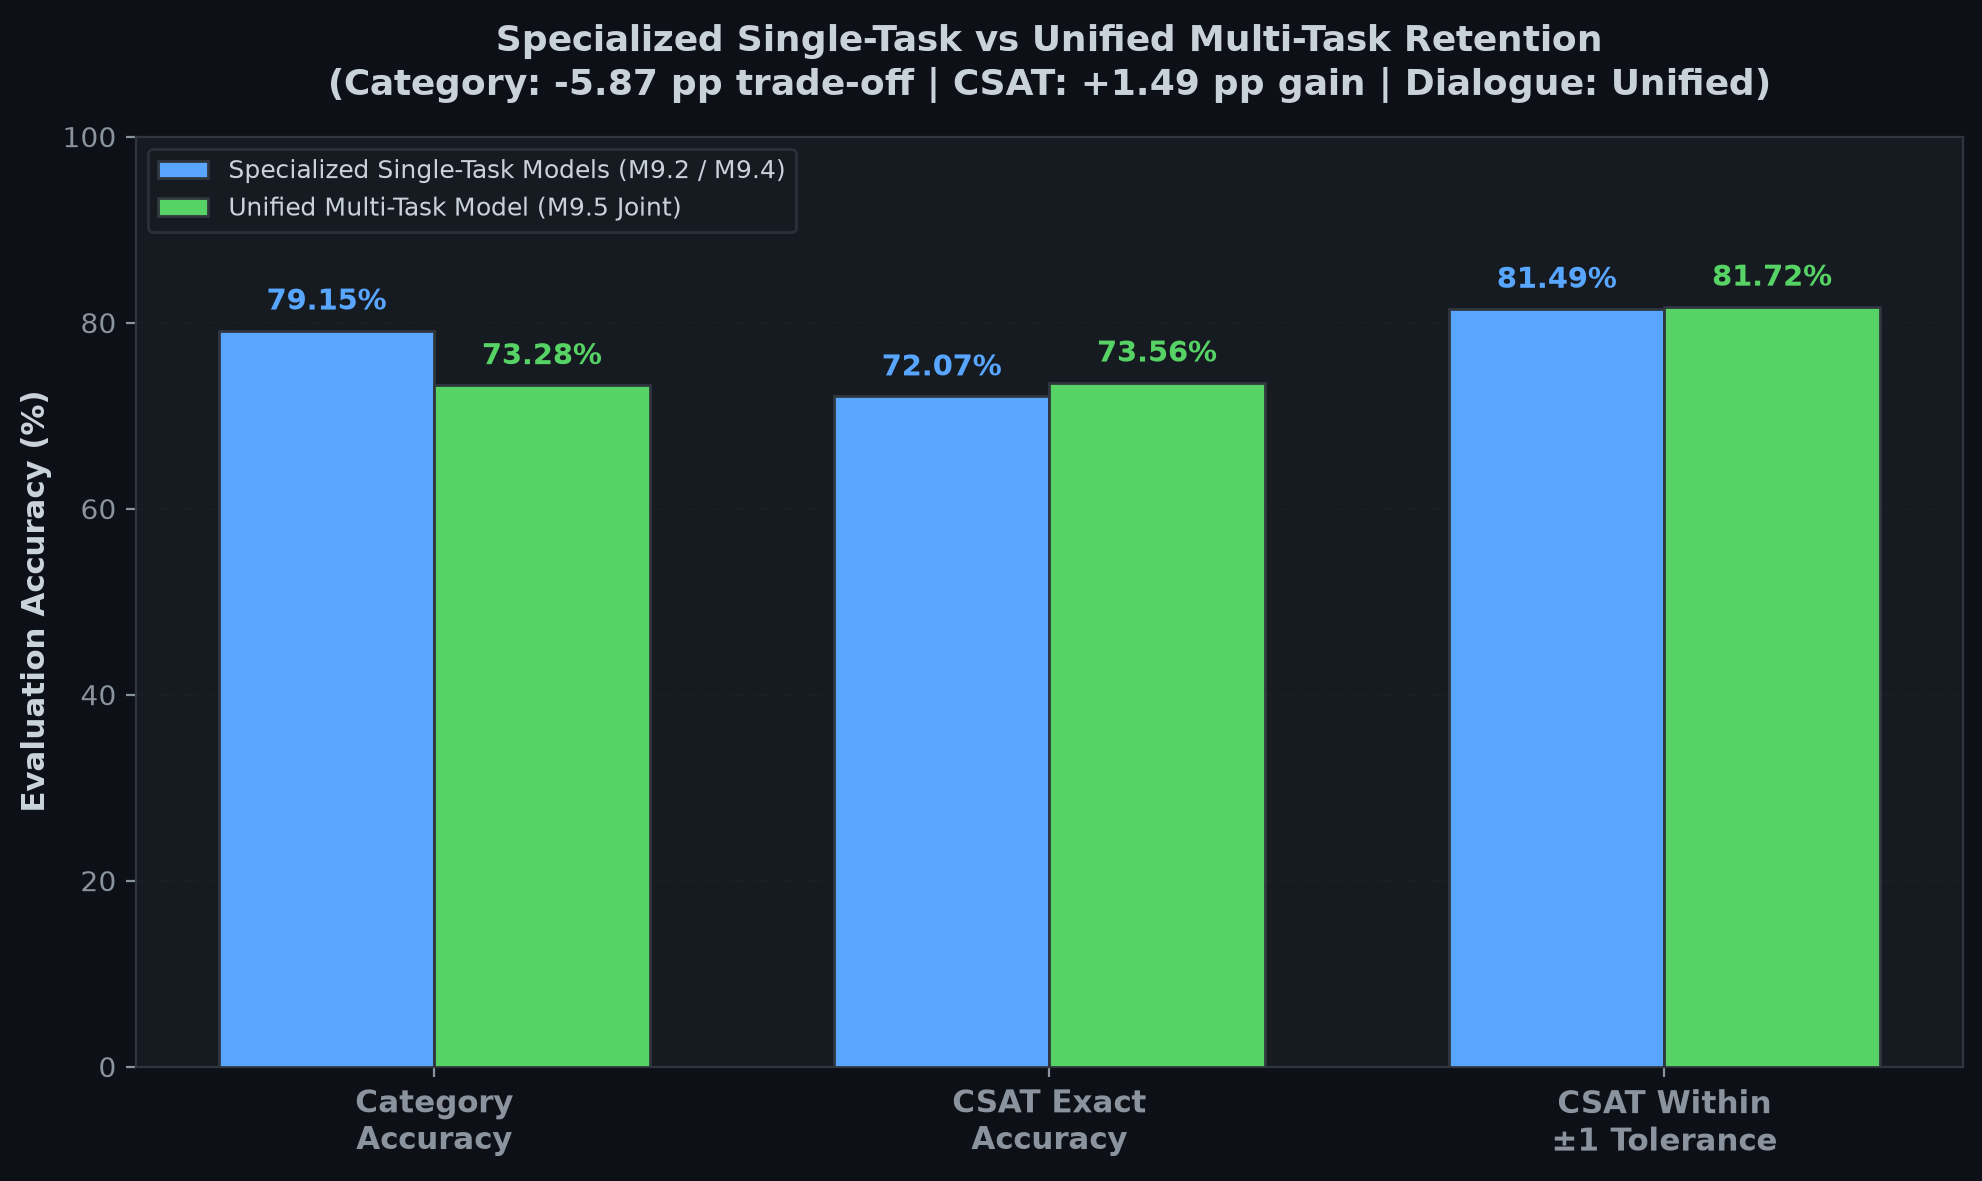 Specialized Single-Task vs Unified Multi-Task Retention
(Category: -5.87 pp trade-off | CSAT: +1.49 pp gain | Dialogue: Unified)
Specialized Single-Task Models (M9.2 / M9.4)
Unified Multi-Task Model (M9.5 Joint)
Evaluation Accuracy (%)
100
80
60
40
20
0
79.15%
73.28%
72.07%
73.56%
81.49%
81.72%
Category
Accuracy
CSAT Exact
Accuracy
CSAT Within
±1 Tolerance